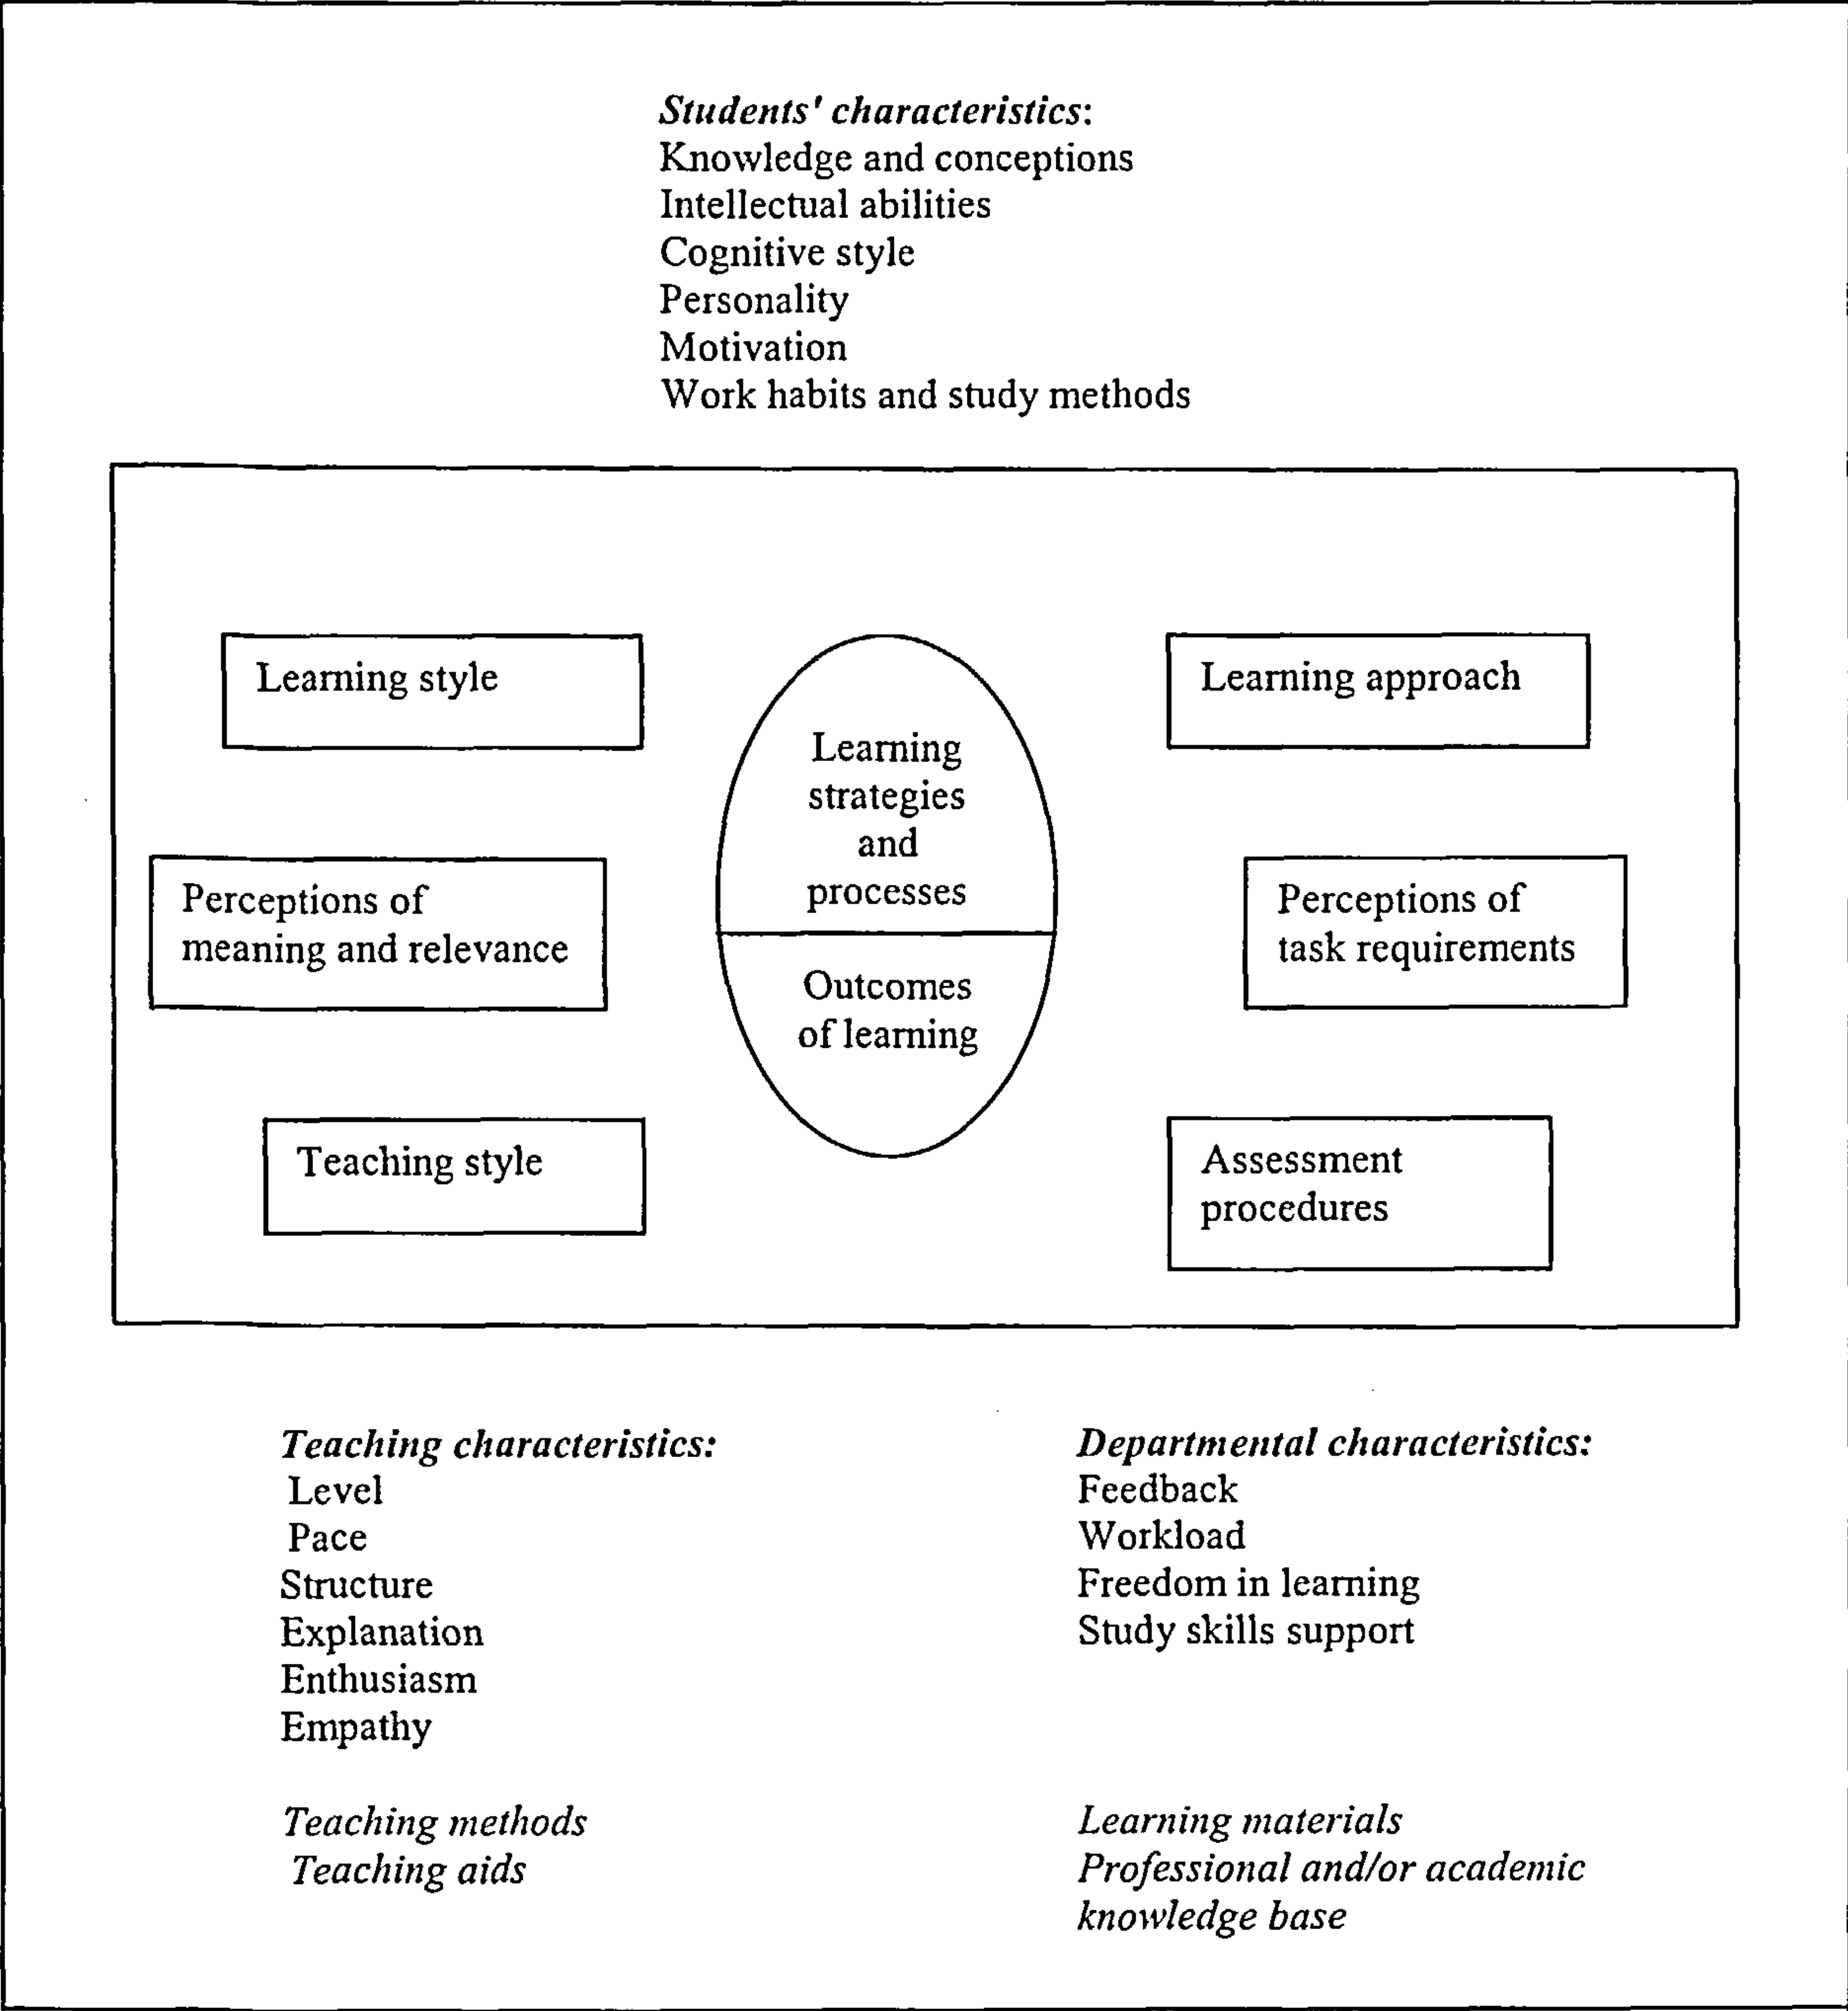 Students' characteristics:
Knowledge and conceptions
Intellectual abilities
Cognitive style
Personality
Motivation
Work habits and study methods
Learning style
Learning
strategies
and
processes
Learning approach
Perceptions of
meaning and relevance
Perceptions of
task requirements
Outcomes
of learning
Teaching style
Assessment
procedures
Teaching characteristics:
Level
Pace
Structure
Explanation
Enthusiasm
Empathy
Teaching methods
Teaching aids
Departmental characteristics:
Feedback
Workload
Freedom in learning
Study skills support
Learning materials
Professional and/or academic
knowledge base